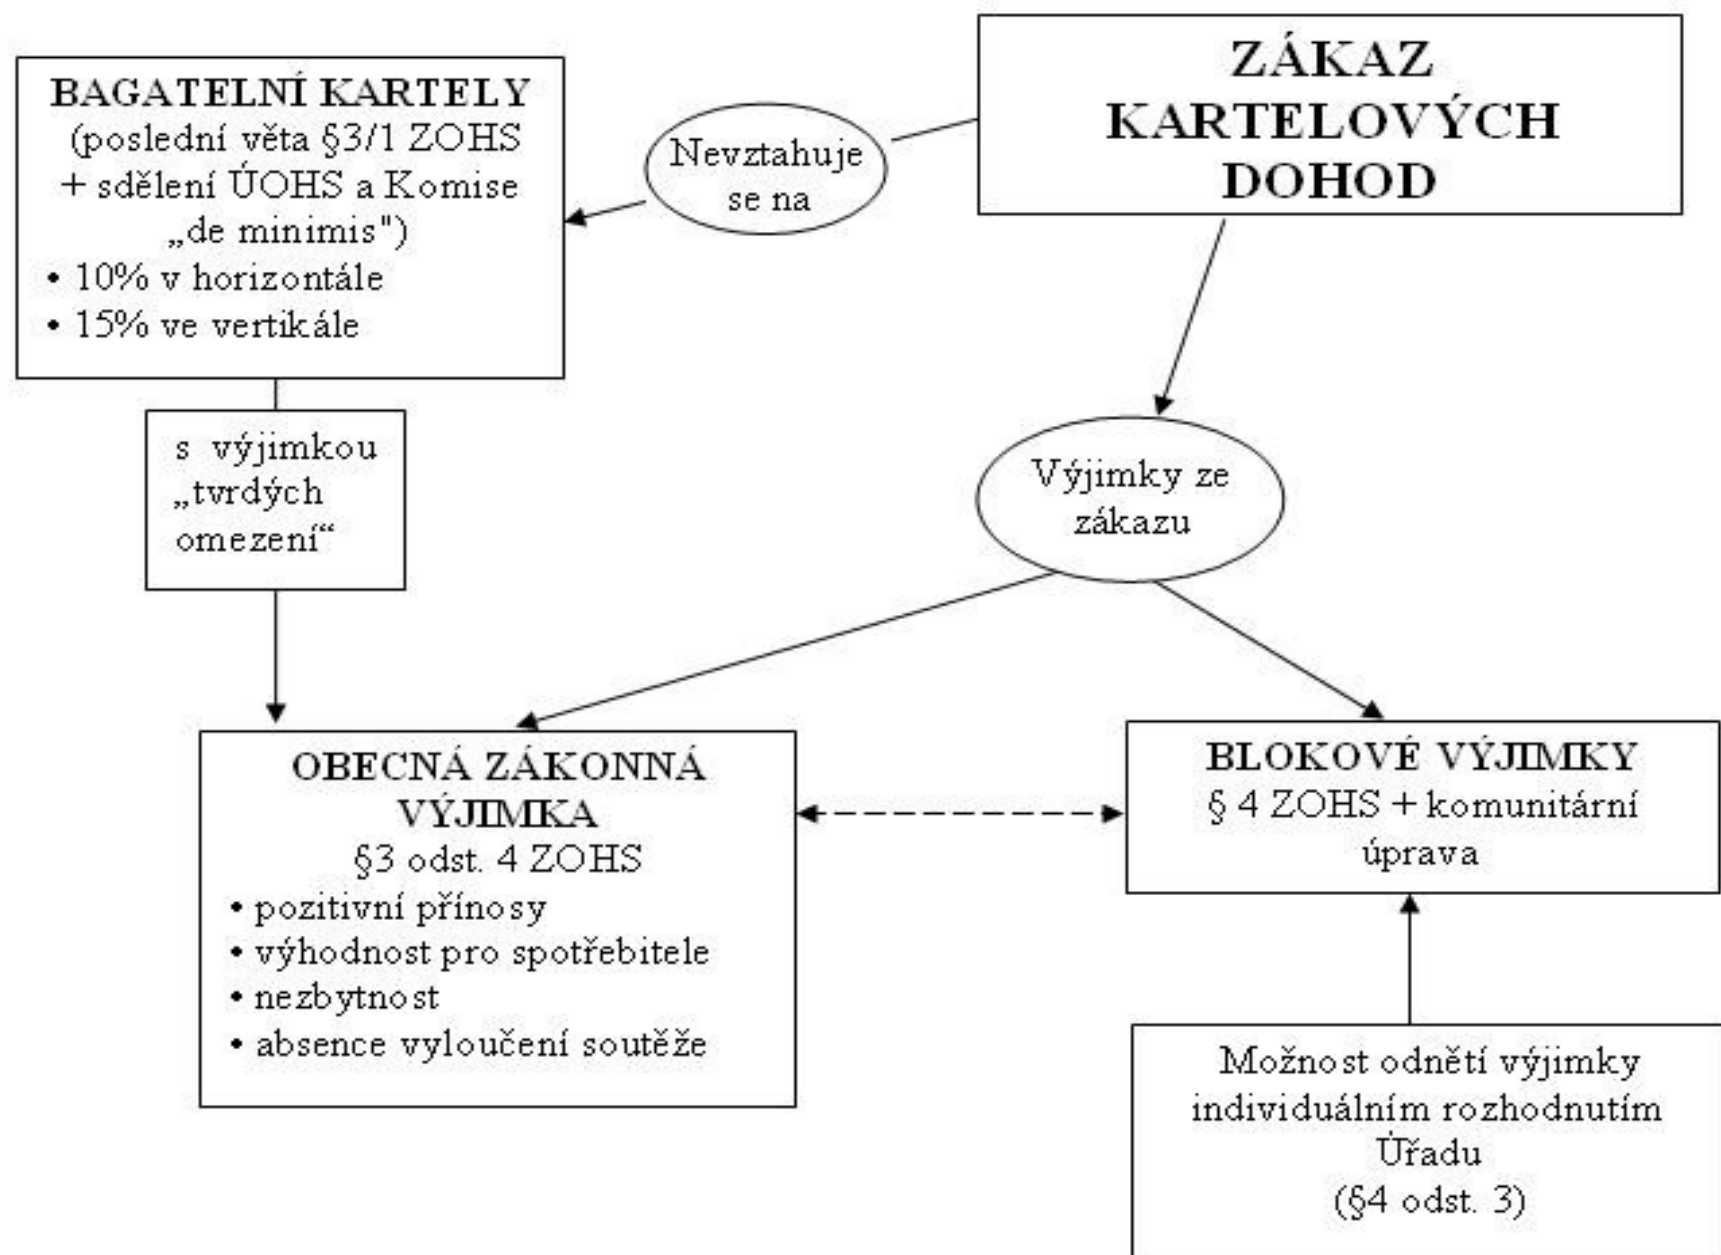 ZÁKAZ
KARTELOVÝCH
DOHOD
BAGATELNÍ KARTELY
(poslední věta §3/1 ZOHS
+ sdělení ÚOHS a Komise
„de minimis")
• 10% v horizontále
• 15% ve vertikále
Nevztahuje
se na
s výjimkou
„tvrdých
omezení“
Výjimky ze
zákazu
OBECNÁ ZÁKONNÁ
VÝJIMKA
§3 odst. 4 ZOHS
• pozitivní přínosy
• výhodnost pro spotřebitele
• nezbytnost
• absence vyloučení soutěže
BLOKOVÉ VÝJIMKY
§ 4 ZOHS + komunitární
úprava
Možnost odnětí výjimky
individuálním rozhodnutím
Úřadu
(§4 odst. 3)